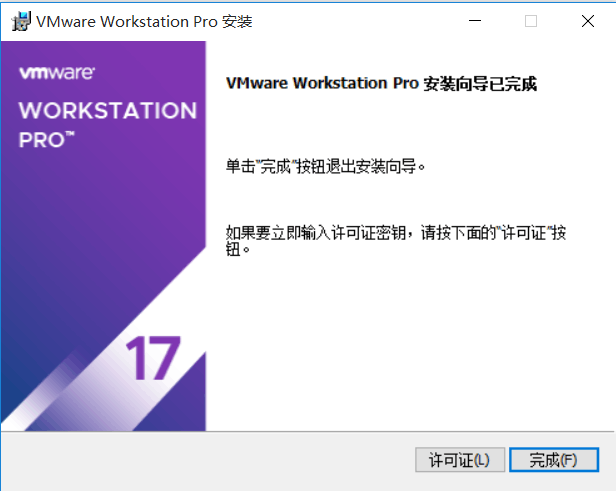 VMware Workstation Pro 安装
vmware®
WORKSTATION
PRO™
17
VMware Workstation Pro 安装向导已完成
单击"完成"按钮退出安装向导。
如果要立即输入许可证密钥，请按下面的"许可证"按
钮。
许可证(L)
完成(F)